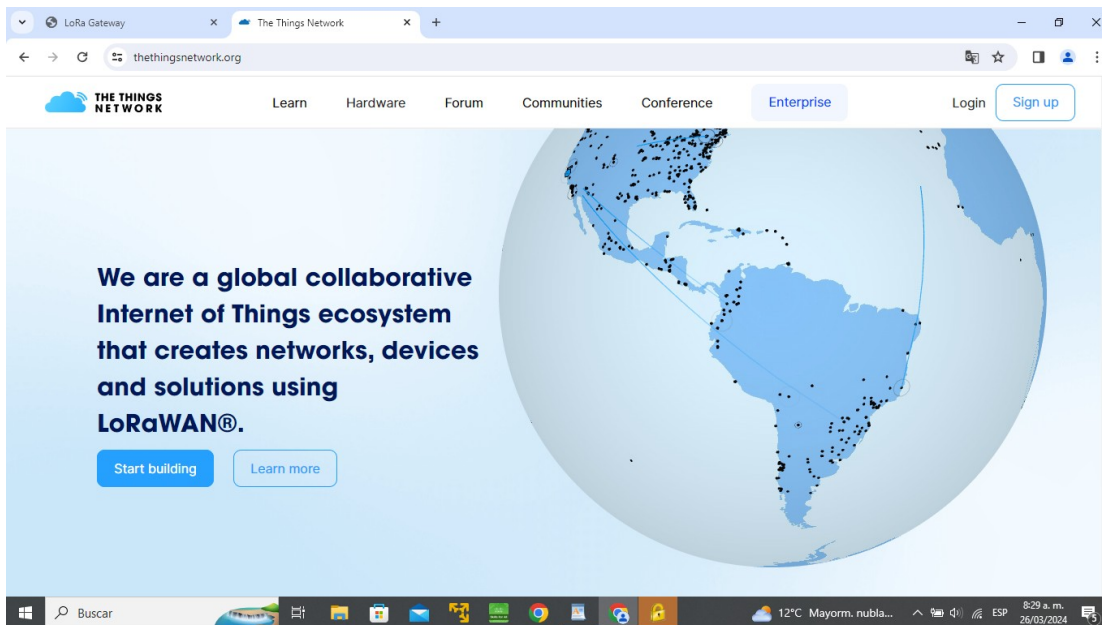 LoRa Gateway
The Things Network
thethingsnetwork.org
THE THINGS
NETWORK
Learn
Hardware
Forum
Communities
Conference
Enterprise
Login
Sign up
We are a global collaborative
Internet of Things ecosystem
that creates networks, devices
and solutions using
LoRaWAN®.
Start building
Learn more
Buscar
12°C Mayorm. nubla...
ESP
8:29 a. m.
26/03/2024
5